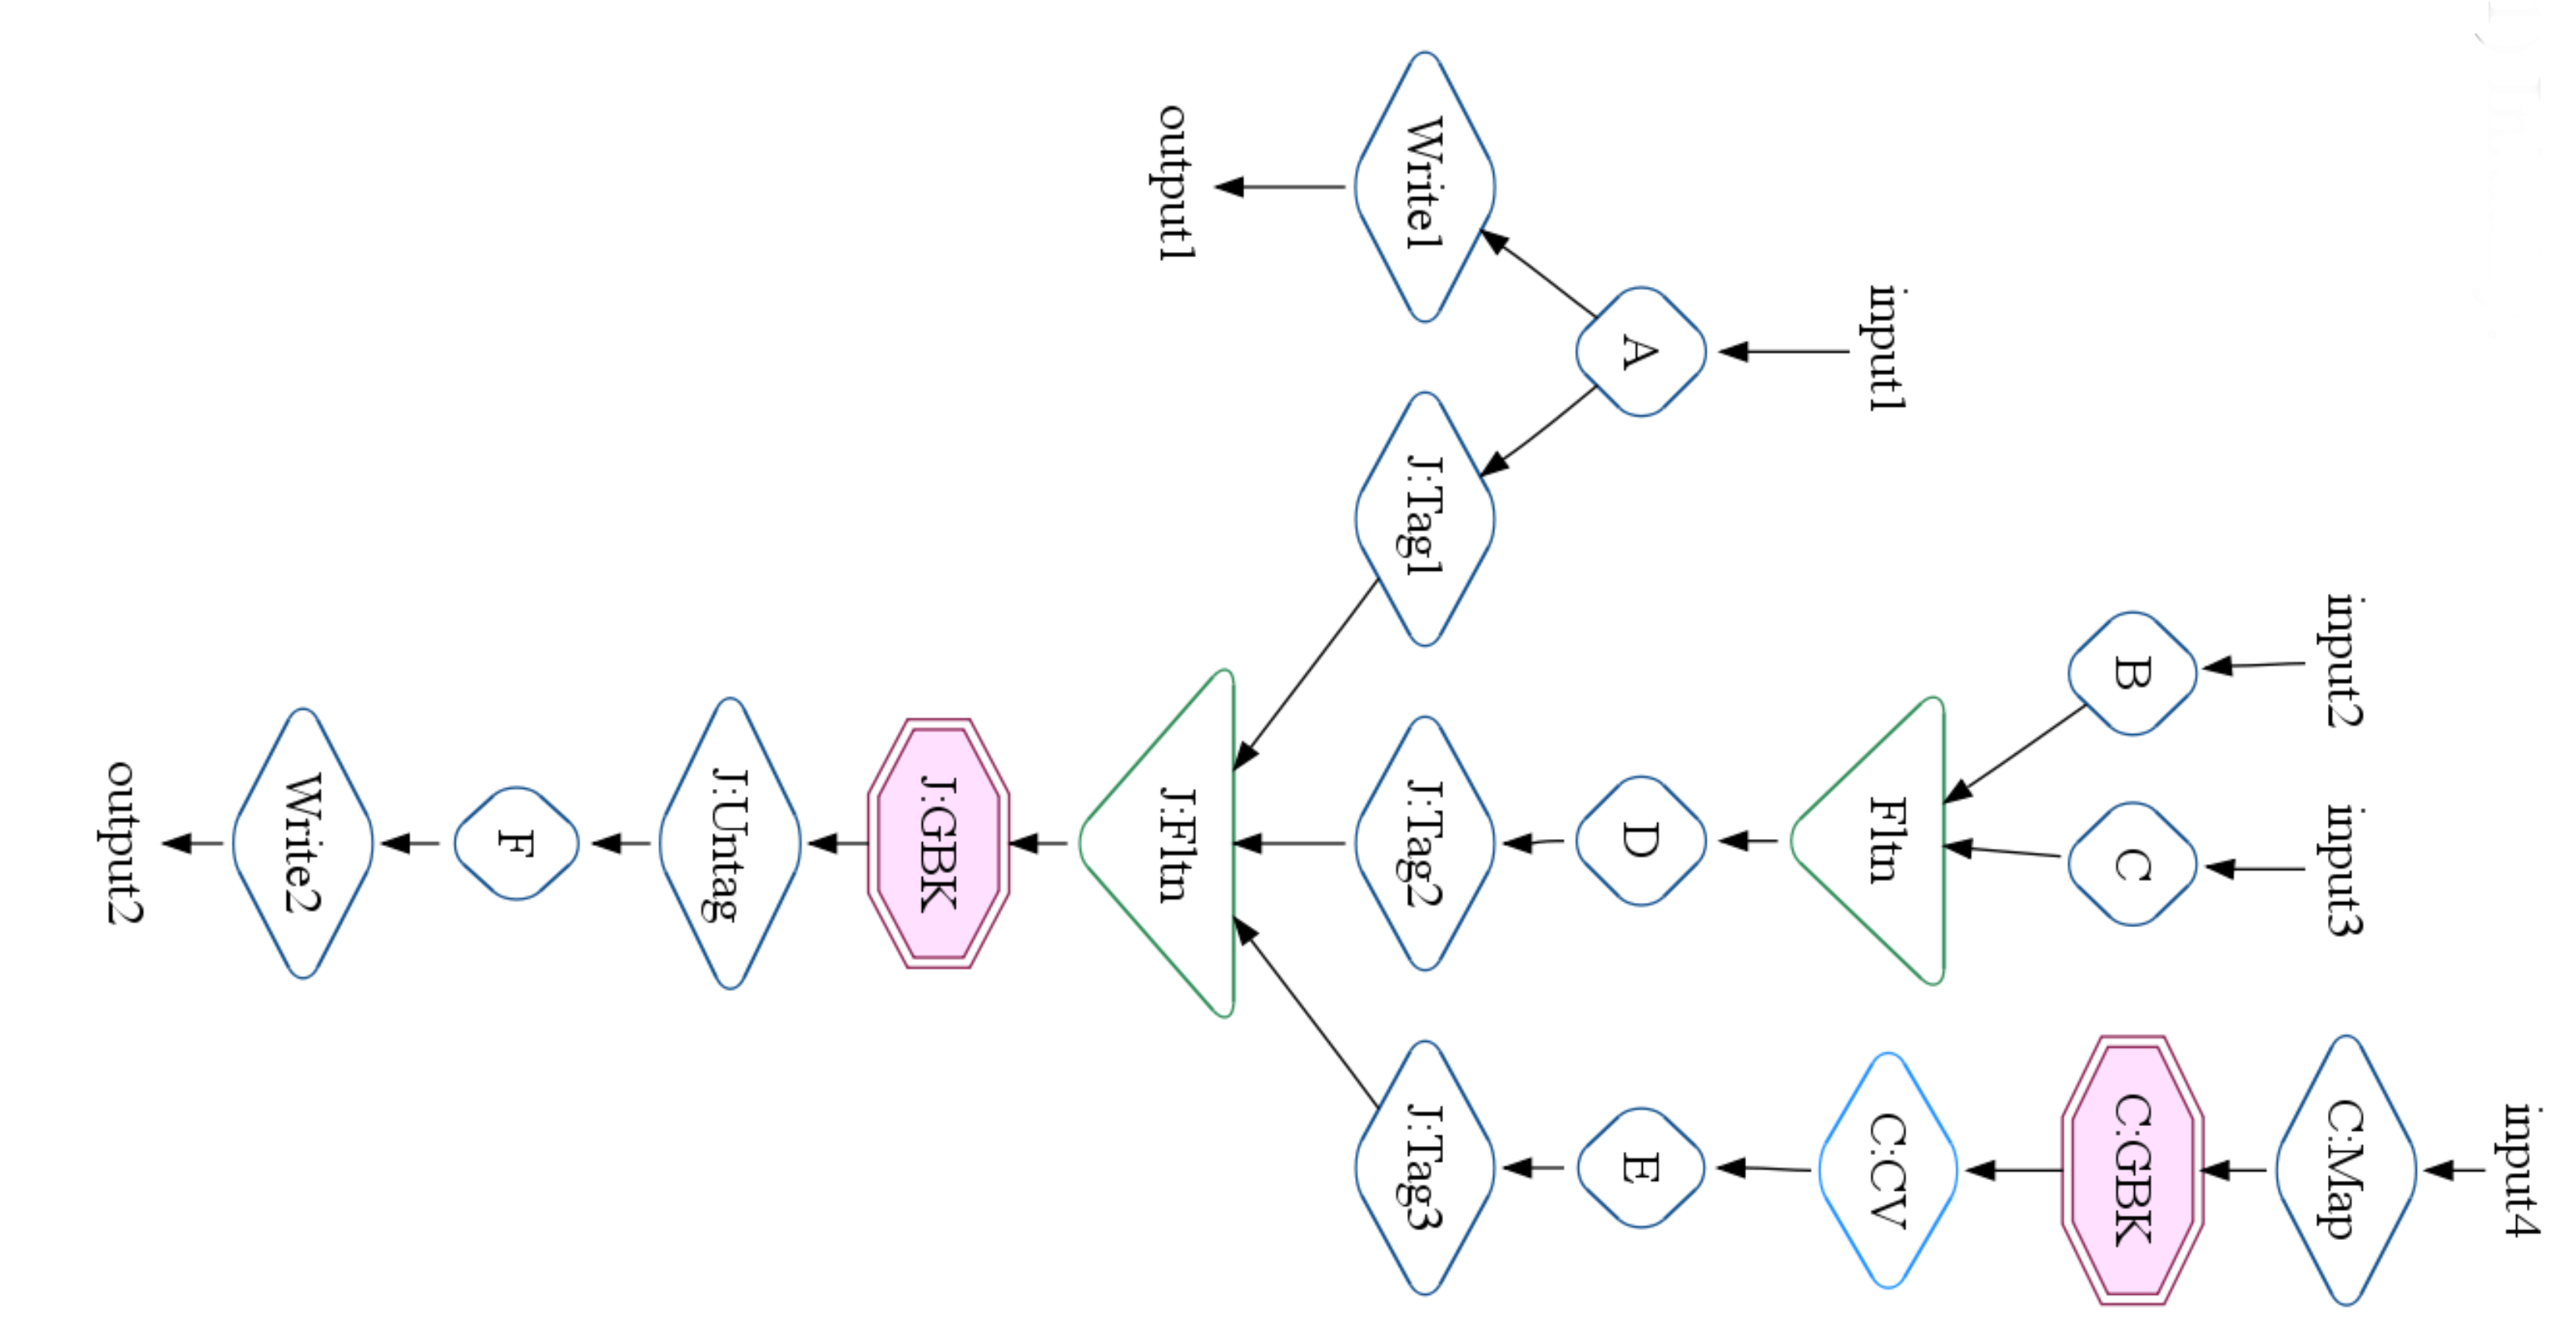 input4
input2
input3
C:Map
B
C
C:GBK
input1
Fltn
C:CV
A
D
E
Write1
J:Tag1
J:Tag2
J:Tag3
output1
J:Fltn
J:GBK
J:Untag
F
Write2
output2